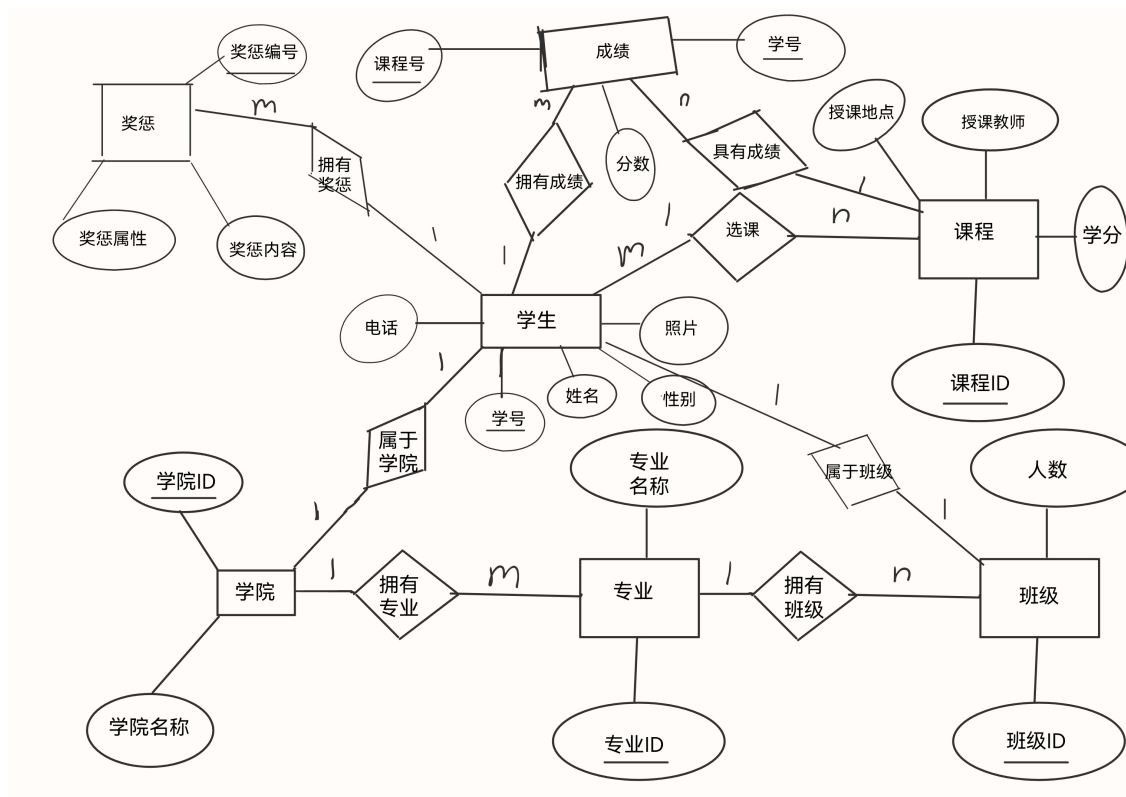 奖惩编号
课程号
成绩
学号
m
m
n
奖惩
授课地点
授课教师
拥有
奖惩
拥有成绩
分数
具有成绩
1
奖惩属性
奖惩内容
1
1
m
1
选课
n
课程
学分
电话
学生
照片
1
学号
姓名
性别
1
课程ID
属于
学院
专业
名称
属于班级
人数
学院ID
1
1
学院
1
拥有
专业
m
专业
1
拥有
班级
n
班级
学院名称
专业ID
班级ID